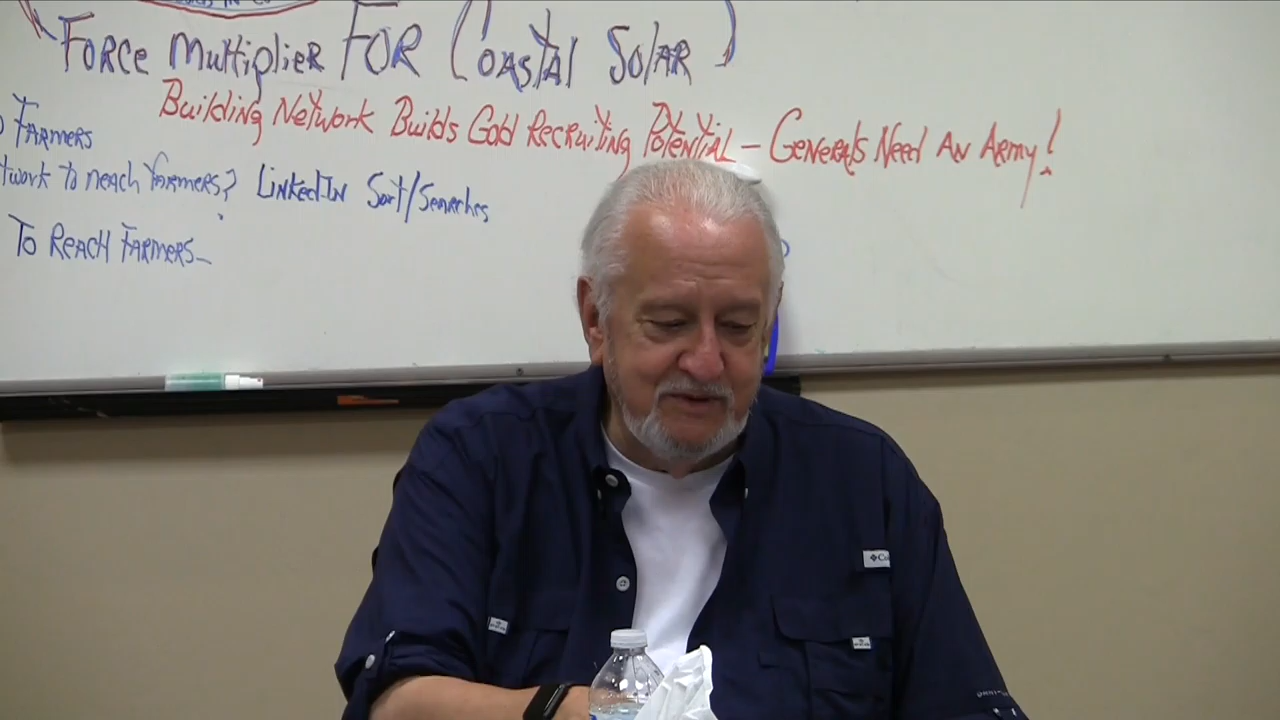 Force Multiplier FOR Coastal Solar
Building Network Builds Gold Recruiting Potential – Generals Need An Army!
Farmers
to reach farmers? LinkedIn Sort/Searches
To Reach Farmers